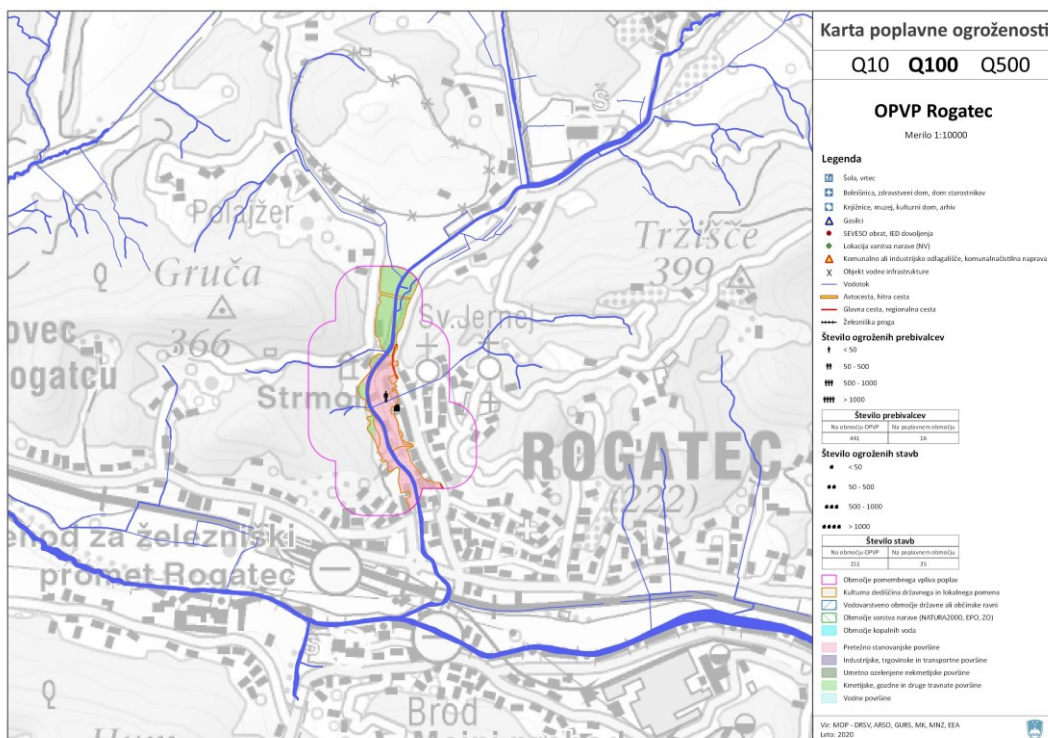 Polajžer
Gruča
366
ovec
ogatcu
Tržišče
399
Sv.Jernej
Strmol
ROGATEC
(222)
promet Rogatec
za železniški
Brod
Karta poplavne ogroženosti
Q10 Q100 Q500
OPVP Rogatec
Merilo 1:10000
Legenda
Šola, vrtec
Bolnišnica, zdravstveni dom, dom starostnikov
Knjižnice, muzej, kulturni dom, arhiv
Gasilci
SEVESO obrat, IED dovoljenja
Lokacija varstva narave (NV)
Komunalno ali industrijsko odlagališče, komunalnačistilna naprava
Objekt vodne infrastrukture
Vodotok
Avtocesta, hitra cesta
Glavna cesta, regionalna cesta
Železniška proga
Število ogroženih prebivalcev
< 50
50 - 500
500 - 1000
> 1000
Število prebivalcev
Na območju OPVP Na poplavnem območju
441 16
Število ogroženih stavb
< 50
50 - 500
500 - 1000
> 1000
Število stavb
Na območju OPVP Na poplavnem območju
151 35
Območje pomembnega vpliva poplav
Kulturna dediščina državnega in lokalnega pomena
Vodovarstveno območje državne ali občinske ravni
Območje varstva narave (NATURA2000, EPO, ZO)
Območje kopalnih voda
Pretežno stanovanjske površine
Industrijske, trgovinske in transportne površine
Umetno ozelenjene nekmetijske površine
Kmetijske, gozdne in druge travnate površine
Vodne površine
Vir: MOP - DRSV, ARSO, GURS, MK, MNZ, EEA
Leto: 2020